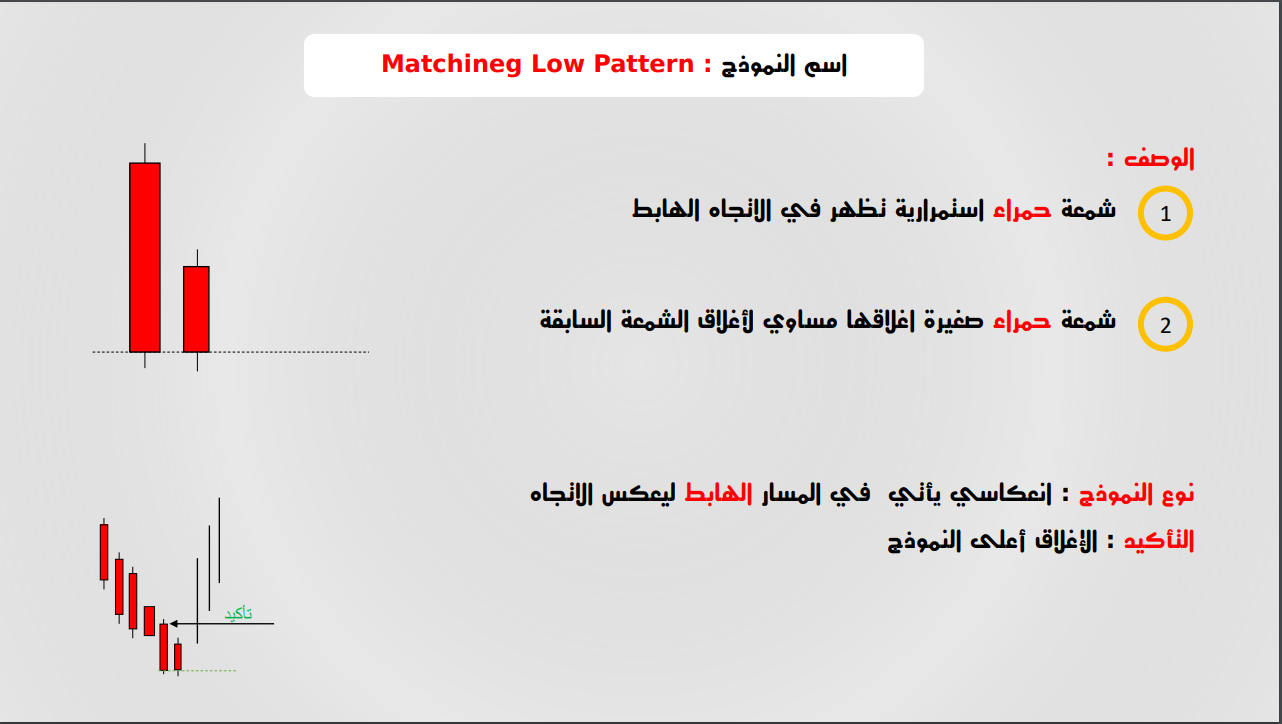 اسم النموذج : Matchineg Low Pattern
الوصف :
1 شمعة حمراء استمرارية تظهر في الاتجاه الهابط
2 شمعة حمراء صغيرة اغلاقها مساوي لأغلاق الشمعة السابقة
نوع النموذج : انعكاسي يأتي في المسار الهابط ليعكس الاتجاه
التأكيد : الإغلاق أعلى النموذج
تأكيد